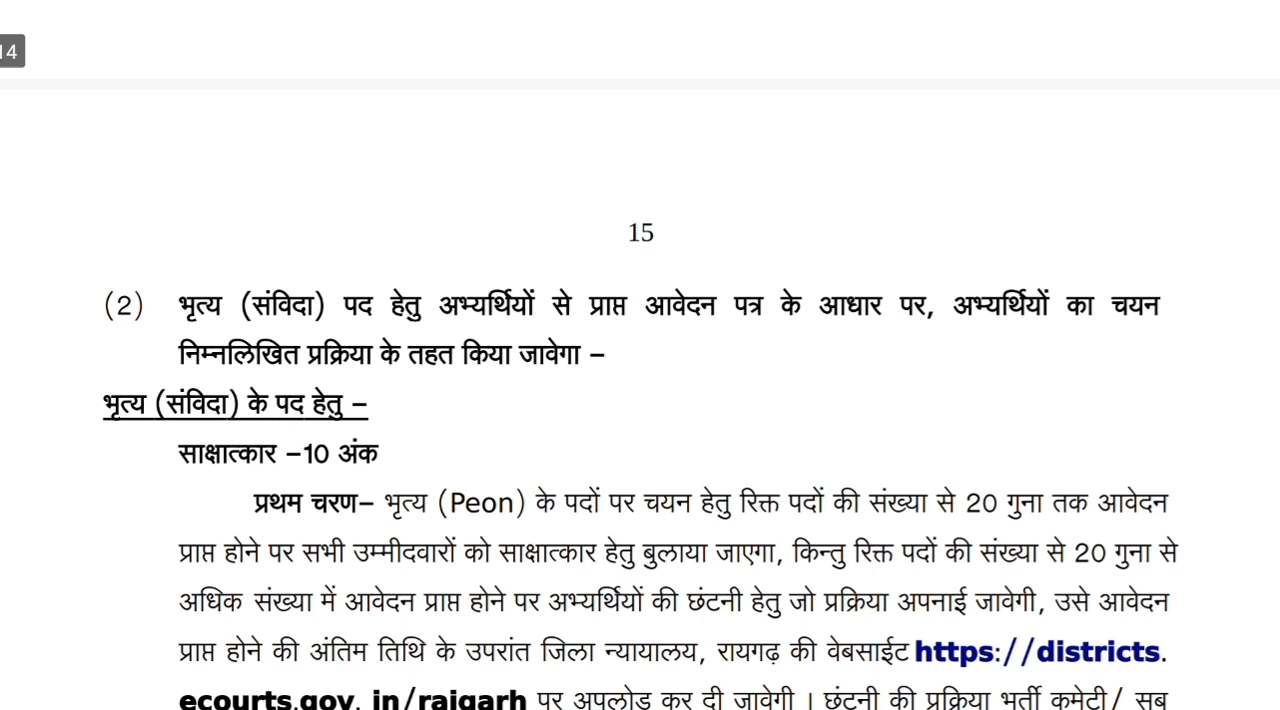 14
15
(2) भृत्य (संविदा) पद हेतु अभ्यर्थियों से प्राप्त आवेदन पत्र के आधार पर, अभ्यर्थियों का चयन
निम्नलिखित प्रक्रिया के तहत किया जावेगा –
भृत्य (संविदा) के पद हेतु –
साक्षात्कार –10 अंक
प्रथम चरण– भृत्य (Peon) के पदों पर चयन हेतु रिक्त पदों की संख्या से 20 गुना तक आवेदन
प्राप्त होने पर सभी उम्मीदवारों को साक्षात्कार हेतु बुलाया जाएगा, किन्तु रिक्त पदों की संख्या से 20 गुना से
अधिक संख्या में आवेदन प्राप्त होने पर अभ्यर्थियों की छंटनी हेतु जो प्रक्रिया अपनाई जावेगी, उसे आवेदन
प्राप्त होने की अंतिम तिथि के उपरांत जिला न्यायालय, रायगढ़ की वेबसाईट https://districts.
ecourts.gov. in/raigarh पर अपलोड कर दी जावेगी । छंटनी की प्रक्रिया भर्ती कमेटी/ सब